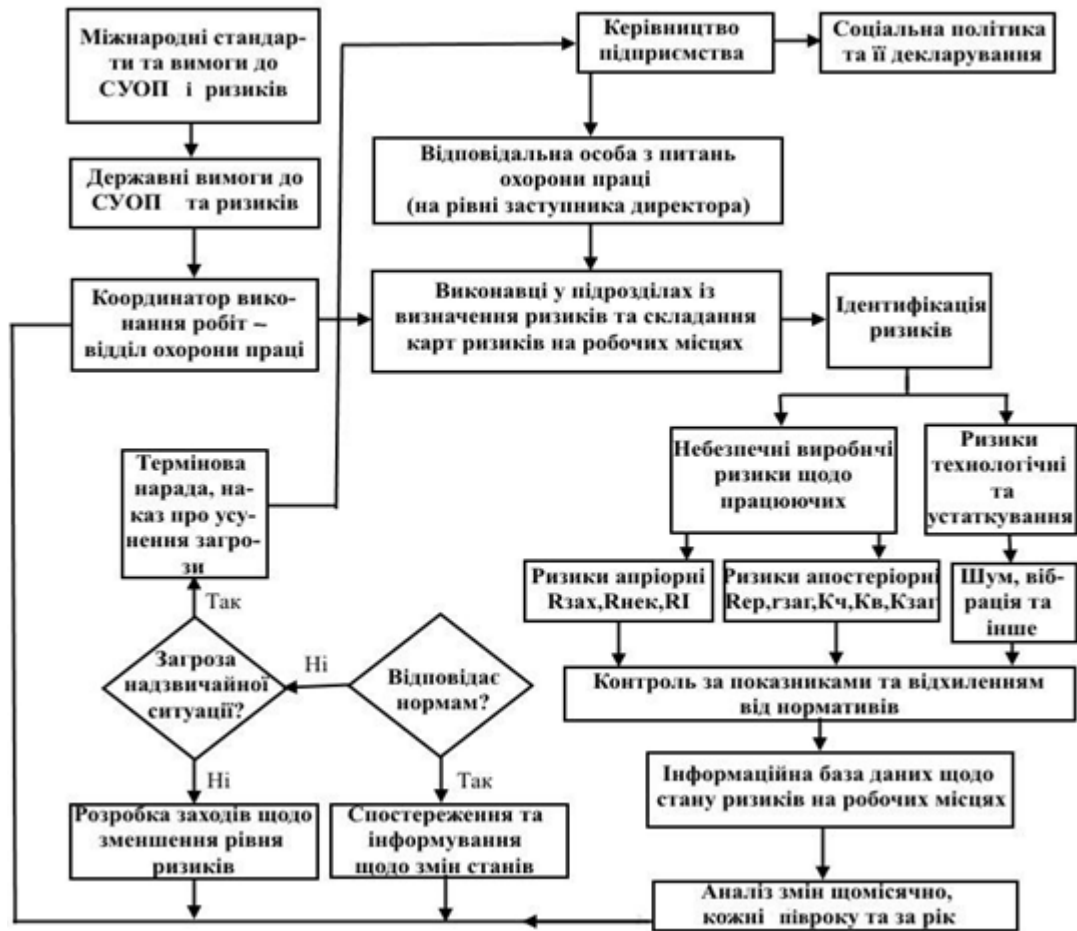 Міжнародні стандар-
ти та вимоги до
СУОП і ризиків
Керівництво
підприємства
Соціальна політика
та її декларування
Державні вимоги до
СУОП та ризиків
Відповідальна особа з питань
охорони праці
(на рівні заступника директора)
Координатор вико-
нання робіт –
відділ охорони праці
Виконавці у підрозділах із
визначення ризиків та складання
карт ризиків на робочих місцях
Ідентифікація
ризиків
Термінова
нарада, на-
каз про усу-
нення загро-
зи
Небезпечні виробничі
ризики щодо
працюючих
Ризики
технологічні
та
устаткування
Ризики апріорні
Rзах,Rнек,RI
Ризики апостеріорні
Rер,rзаг,Кч,Кв,Кзаг
Шум, віб-
рація та
інше
Так
Загроза
надзвичайної
ситуації?
Ні
Відповідає
нормам?
Контроль за показниками та відхиленням
від нормативів
Ні
Так
Інформаційна база даних щодо
стану ризиків на робочих місцях
Розробка заходів щодо
зменшення рівня
ризиків
Спостереження та
інформування
щодо змін станів
Аналіз змін щомісячно,
кожні півроку та за рік